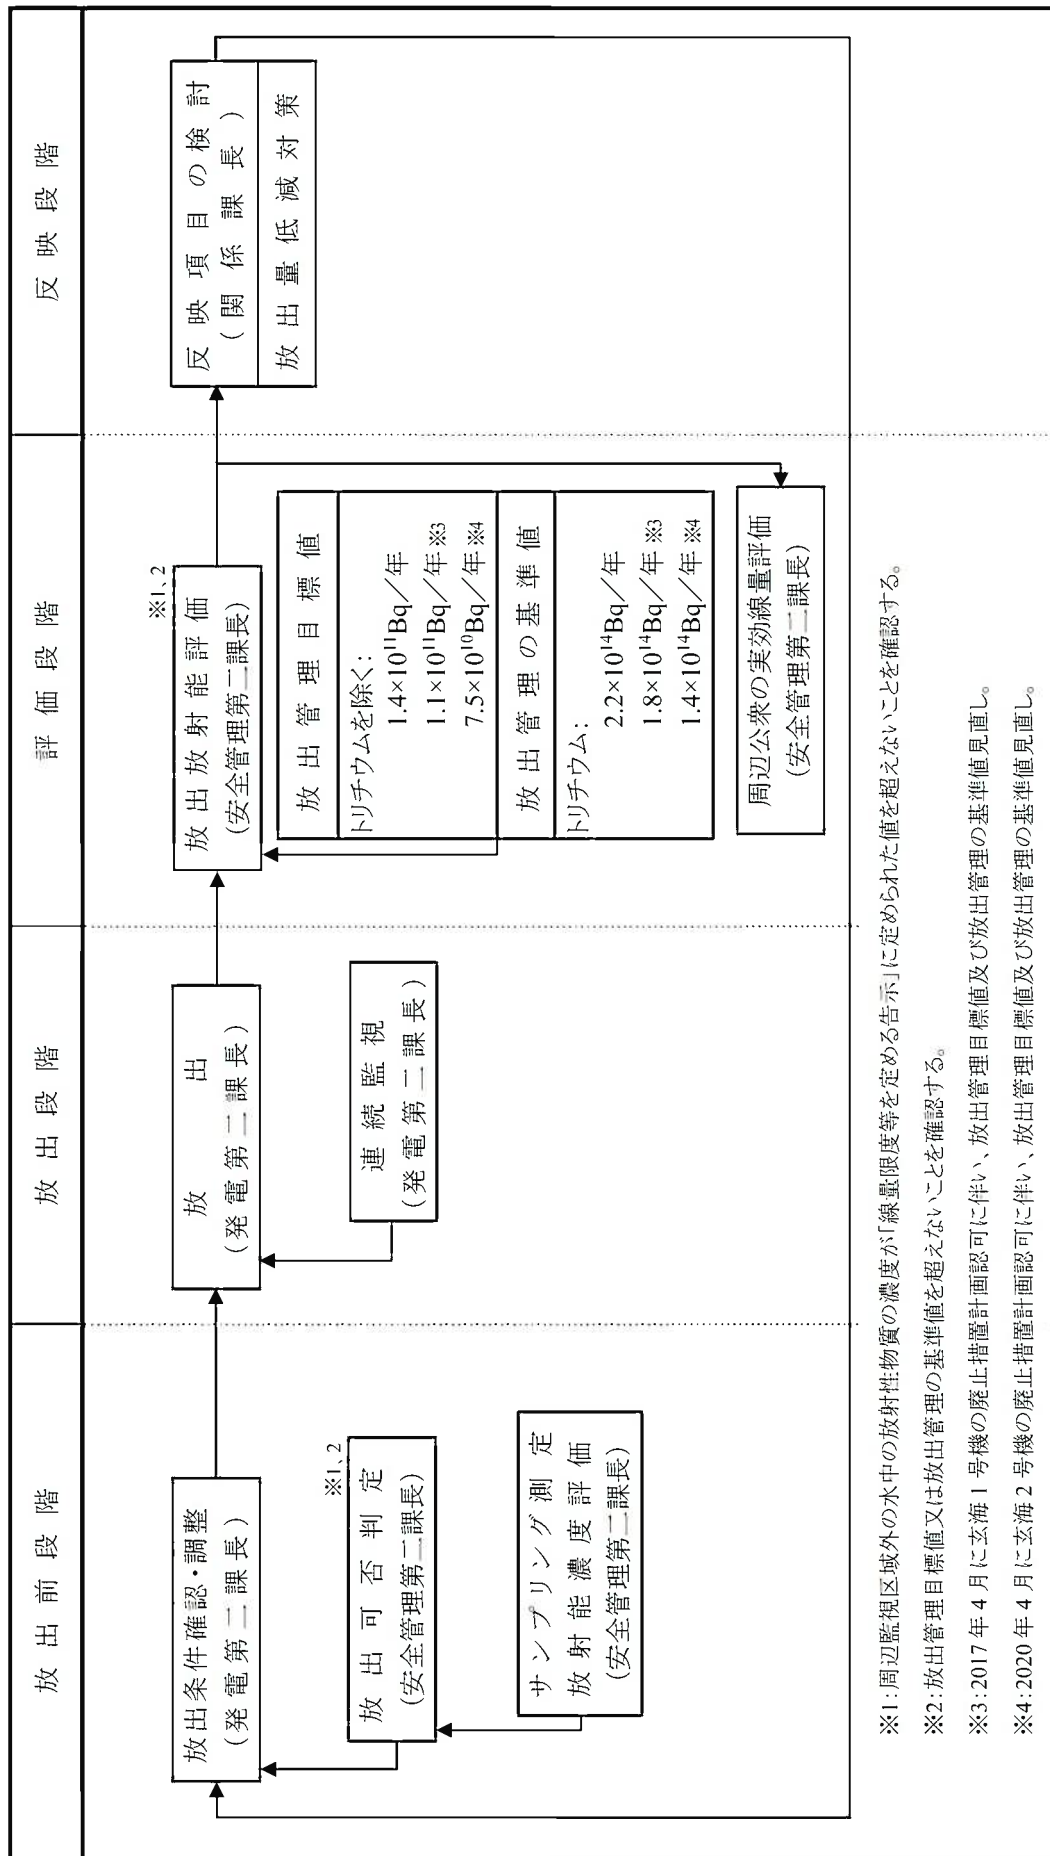 放出前段階
放出段階
評価段階
反映段階
放出条件確認・調整
(発電第二課長)
※1、2
放出可否判定
(安全管理第二課長)
サンプリング測定
放射能濃度評価
(安全管理第二課長)
放出
(発電第二課長)
連続監視
(発電第二課長)
※1、2
放出放射能評価
(安全管理第二課長)
放出管理目標値
トリチウムを除く:
1.4×10¹¹Bq/年
1.1×10¹¹Bq/年※3
7.5×10¹⁰Bq/年※4
放出管理の基準値
トリチウム:
2.2×10¹⁴Bq/年
1.8×10¹⁴Bq/年※3
1.4×10¹⁴Bq/年※4
周辺公衆の実効線量評価
(安全管理第二課長)
反映項目の検討
(関係課長)
放出量低減対策
※1:周辺監視区域外の水中の放射性物質の濃度が「線量限度等を定める告示」に定められた値を超えないことを確認する。
※2:放出管理目標値又は放出管理の基準値を超えないことを確認する。
※3:2017年4月に玄海1号機の廃止措置計画認可に伴い、放出管理目標値及び放出管理の基準値見直し。
※4:2020年4月に玄海2号機の廃止措置計画認可に伴い、放出管理目標値及び放出管理の基準値見直し。